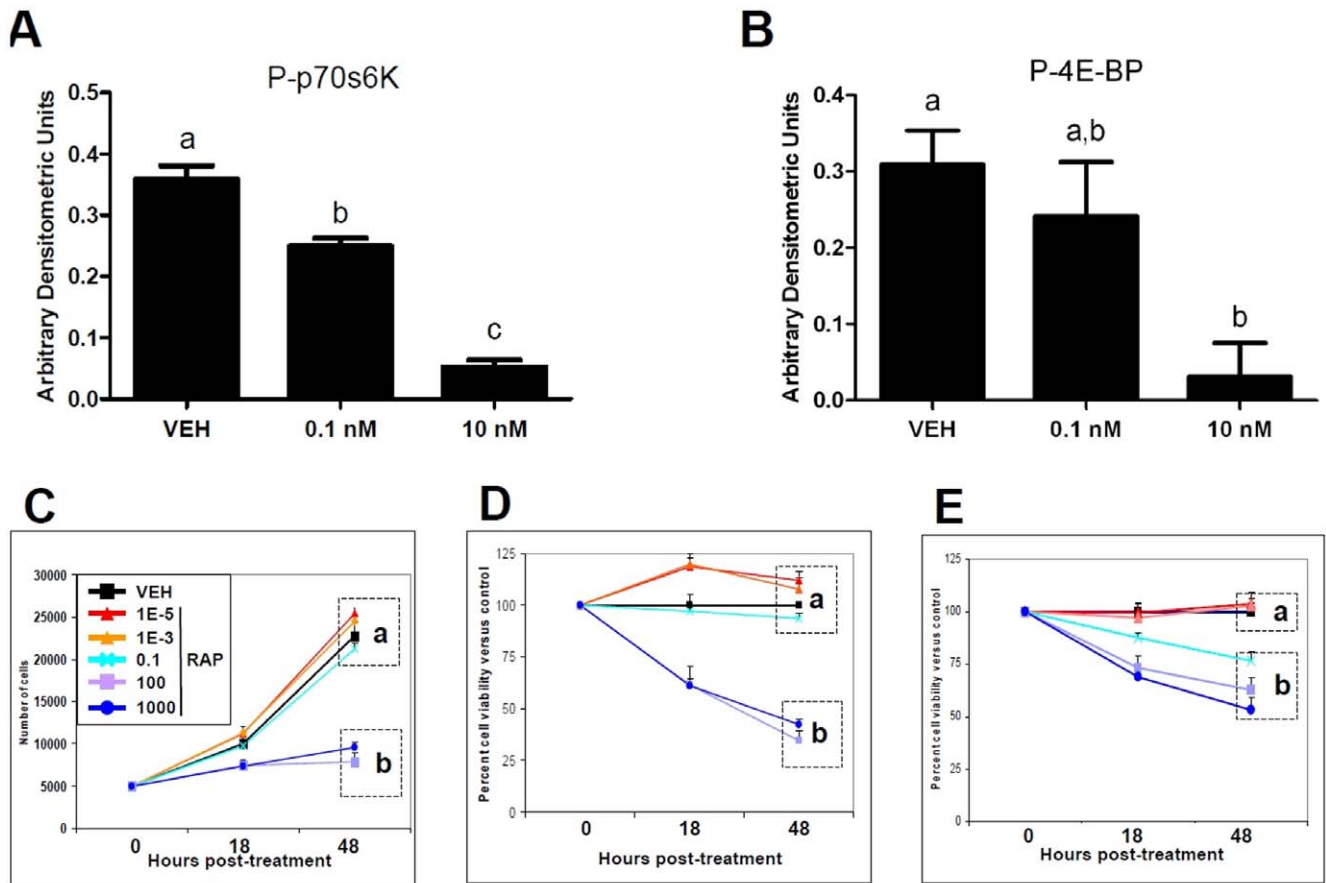 A
P-p70s6K
Arbitrary Densitometric Units
0.5
0.4
0.3
0.2
0.1
0.0
a
b
c
VEH 0.1 nM 10 nM
B
P-4E-BP
Arbitrary Densitometric Units
0.4
0.3
0.2
0.1
0.0
a
a,b
b
VEH 0.1 nM 10 nM
C
Number of cells
30000
25000
20000
15000
10000
5000
0
VEH
1E-5
1E-3
0.1
100
1000
RAP
a
b
0 18 48
Hours post-treatment
D
Percent cell viability versus control
125
100
75
50
25
0
a
b
0 18 48
Hours post-treatment
E
Percent cell viability versus control
125
100
75
50
25
0
a
b
0 18 48
Hours post-treatment